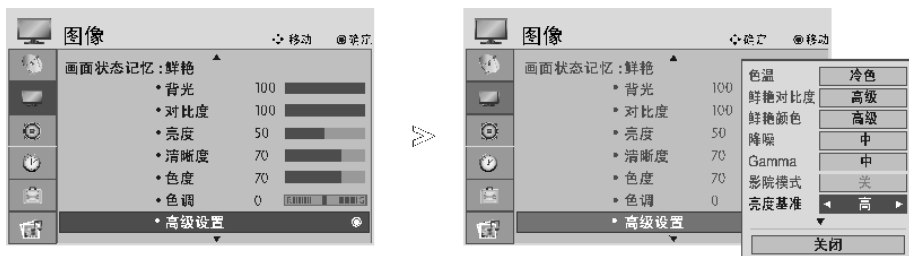 图像 移动 确定
画面状态记忆 : 鲜艳
• 背光 100
• 对比度 100
• 亮度 50
• 清晰度 70
• 色度 70
• 色调 0
• 高级设置
图像 确定 移动
画面状态记忆 : 鲜艳
• 背光 100
• 对比度 100
• 亮度 50
• 清晰度 70
• 色度 70
• 色调 0
• 高级设置
色温 冷色
鲜艳对比度 高级
鲜艳颜色 高级
降噪 中
Gamma 中
影院模式 关
亮度基准 高
关闭